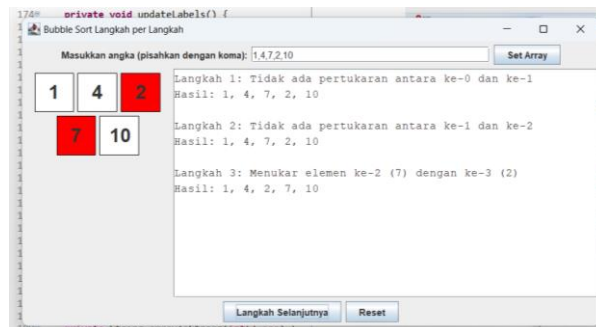 174 private void updateLabels() {
Bubble Sort Langkah per Langkah
Masukkan angka (pisahkan dengan koma): 1,4,7,2,10 Set Array
1 4 2
7 10
Langkah 1: Tidak ada pertukaran antara ke-0 dan ke-1
Hasil: 1, 4, 7, 2, 10
Langkah 2: Tidak ada pertukaran antara ke-1 dan ke-2
Hasil: 1, 4, 7, 2, 10
Langkah 3: Menukar elemen ke-2 (7) dengan ke-3 (2)
Hasil: 1, 4, 2, 7, 10
Langkah Selanjutnya Reset